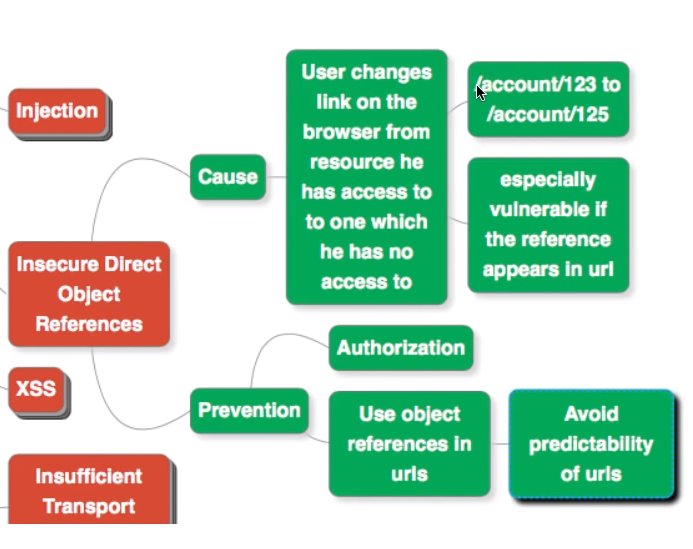 Injection
Insecure Direct
Object
References
XSS
Insufficient
Transport
Cause
User changes
link on the
browser from
resource he
has access to
to one which
he has no
access to
/account/123 to
/account/125
especially
vulnerable if
the reference
appears in url
Prevention
Authorization
Use object
references in
urls
Avoid
predictability
of urls